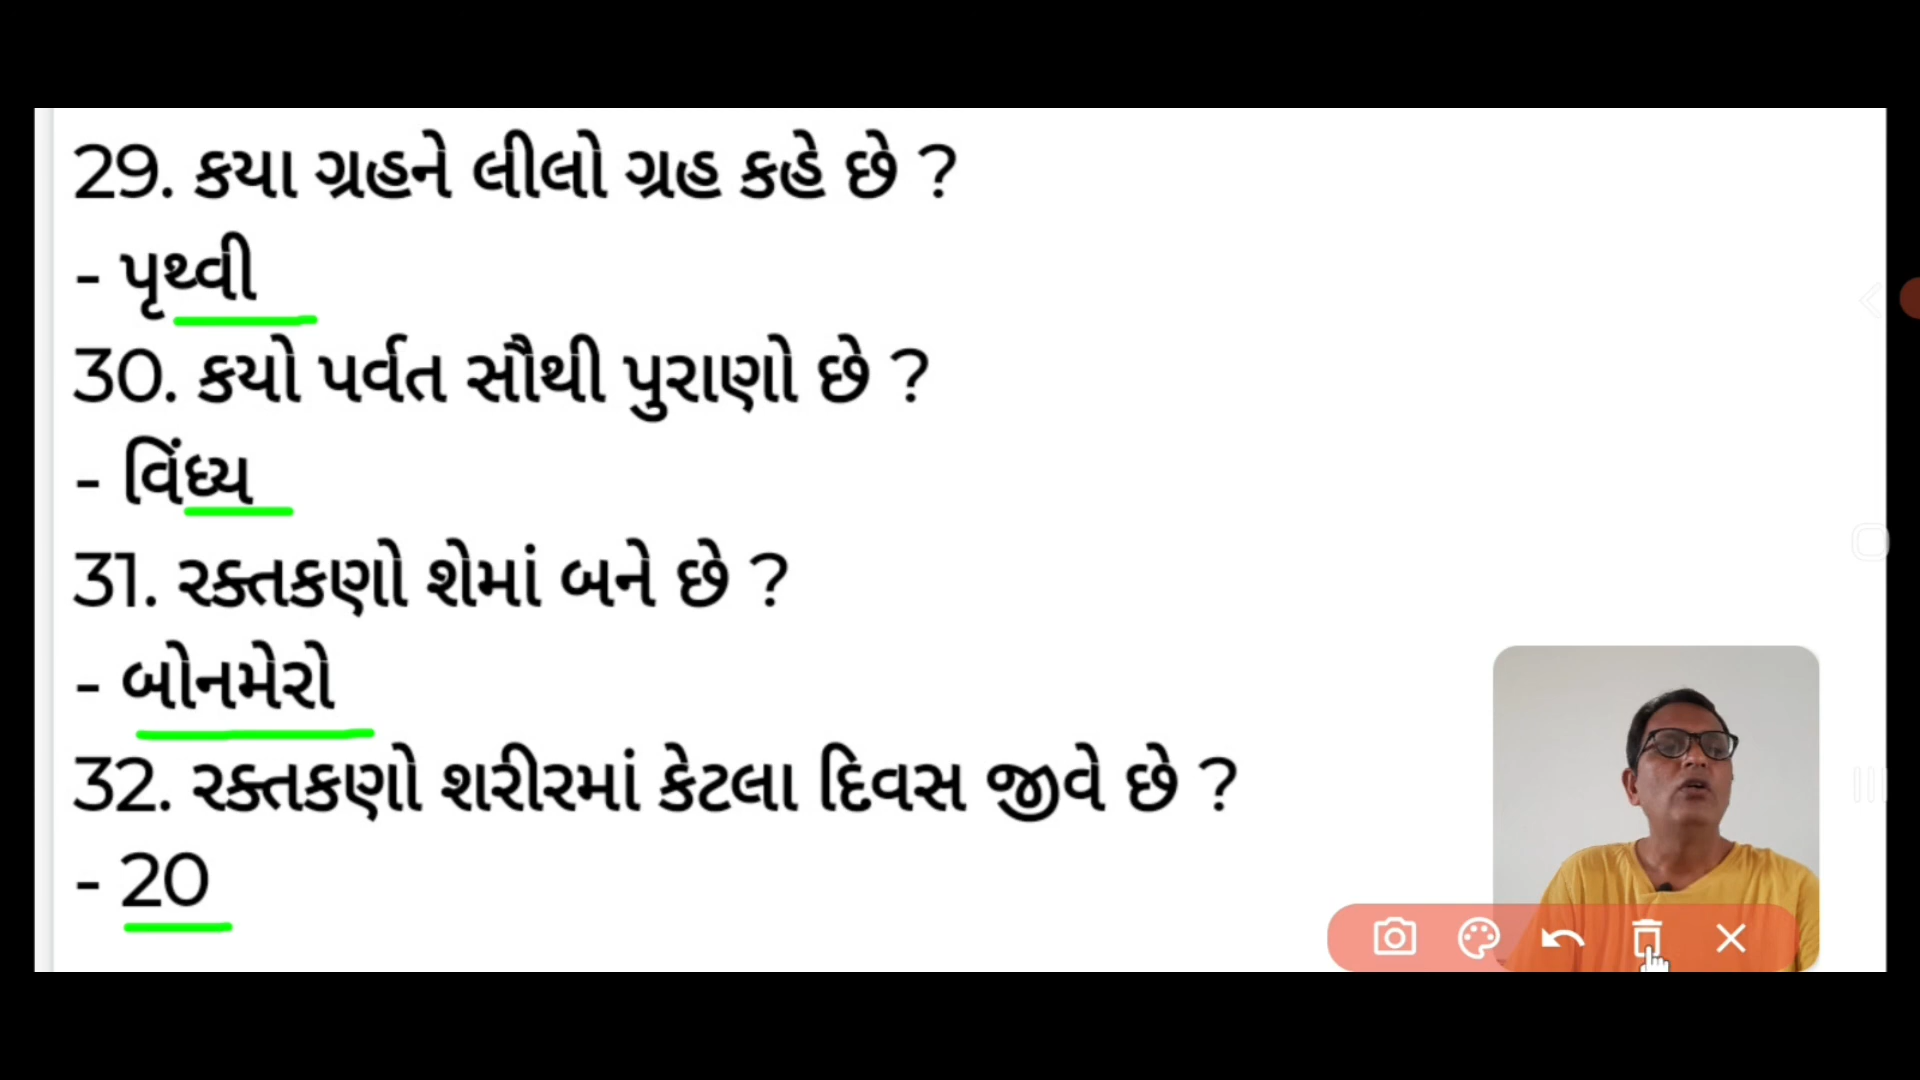 29. કયા ગ્રહને લીલો ગ્રહ કહે છે ?
- પૃથ્વી
30. કયો પર્વત સૌથી પુરાણો છે ?
- વિંધ્ય
31. રક્તકણો શેમાં બને છે ?
- બોનમેરો
32. રક્તકણો શરીરમાં કેટલા દિવસ જીવે છે ?
- 20